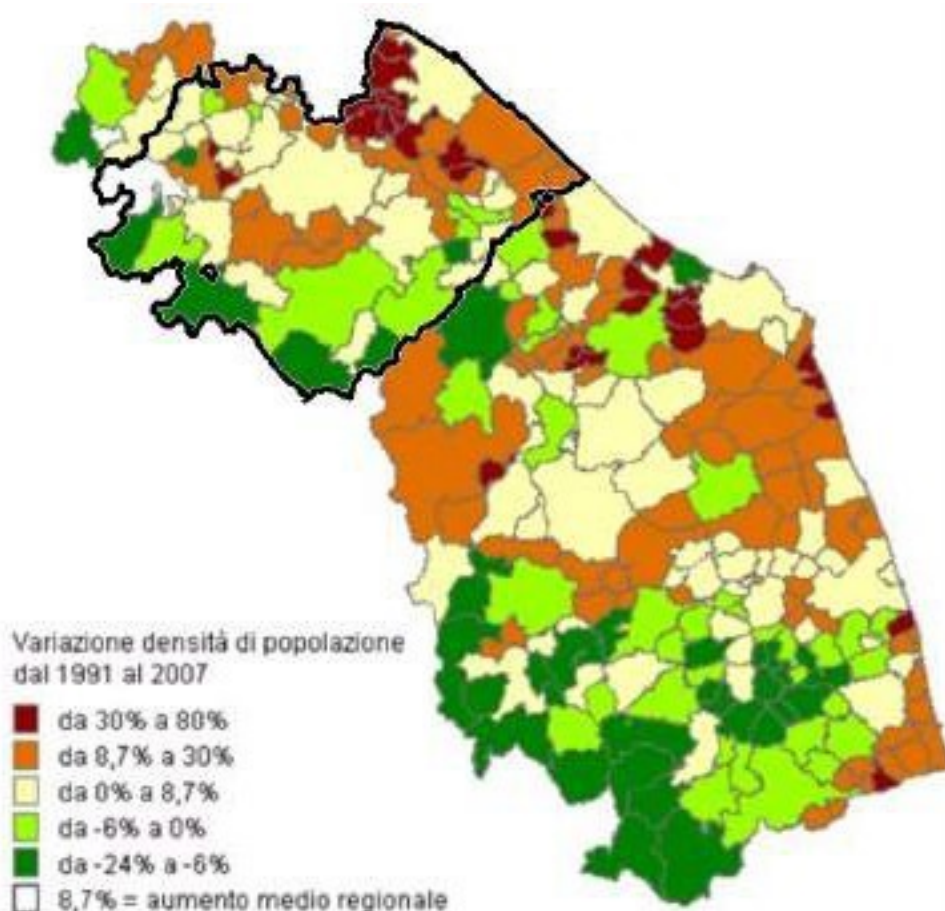 Variazione densità di popolazione
dal 1991 al 2007
da 30% a 80%
da 8,7% a 30%
da 0% a 8,7%
da -6% a 0%
da -24% a -6%
8,7% = aumento medio regionale